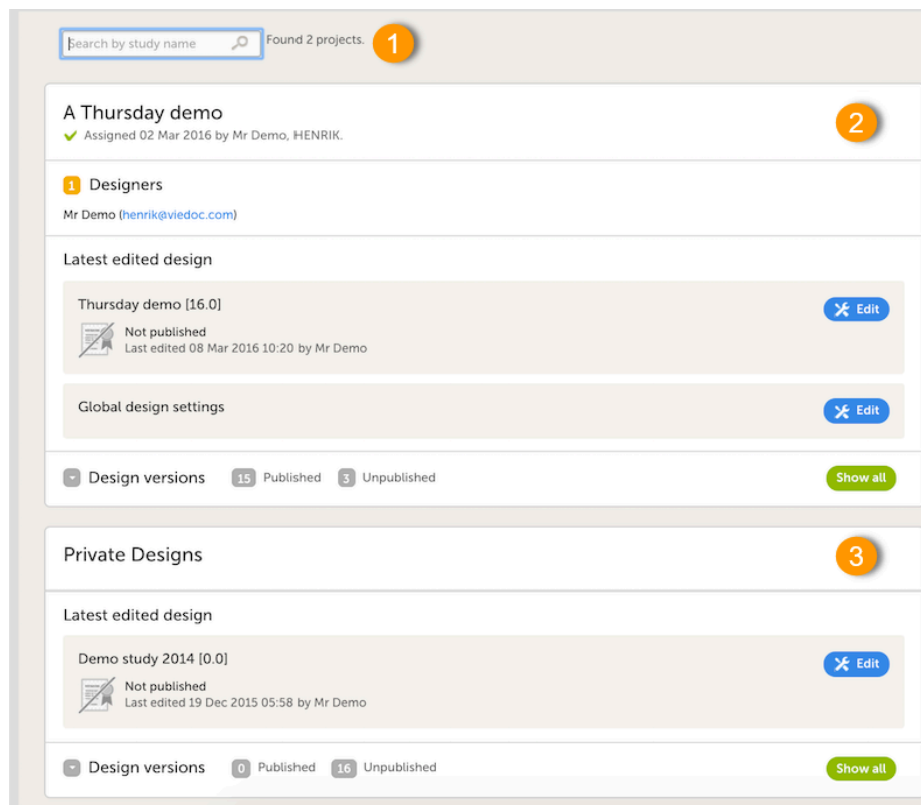 Search by study name Found 2 projects. 1
A Thursday demo 2
Assigned 02 Mar 2016 by Mr Demo, HENRIK.
1 Designers
Mr Demo (henrik@viedoc.com)
Latest edited design
Thursday demo [16.0] Edit
Not published
Last edited 08 Mar 2016 10:20 by Mr Demo
Global design settings Edit
Design versions 15 Published 3 Unpublished Show all
Private Designs 3
Latest edited design
Demo study 2014 [0.0] Edit
Not published
Last edited 19 Dec 2015 05:58 by Mr Demo
Design versions 0 Published 16 Unpublished Show all